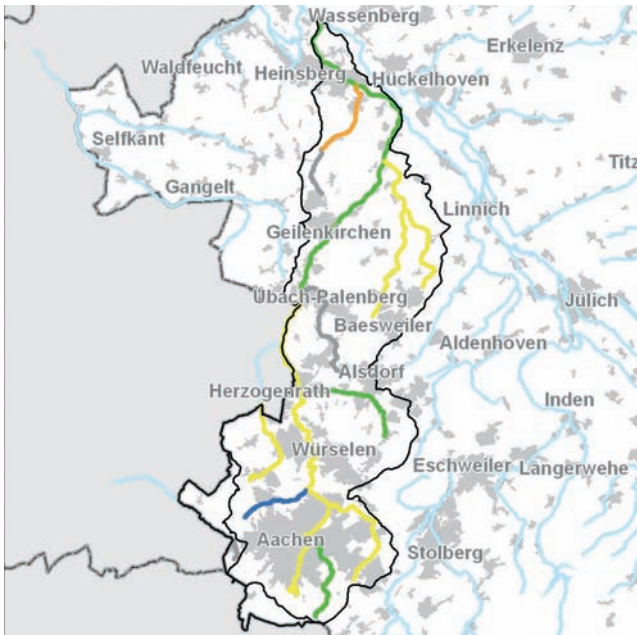 Wassenberg
Erkelenz
Waldfeucht
Heinsberg
Hückelhoven
Selfkant
Titz
Gangelt
Linnich
Geilenkirchen
Übach-Palenberg
Jülich
Baesweiler
Aldenhoven
Alsdorf
Herzogenrath
Inden
Würselen
Eschweiler
Langerwehe
Aachen
Stolberg